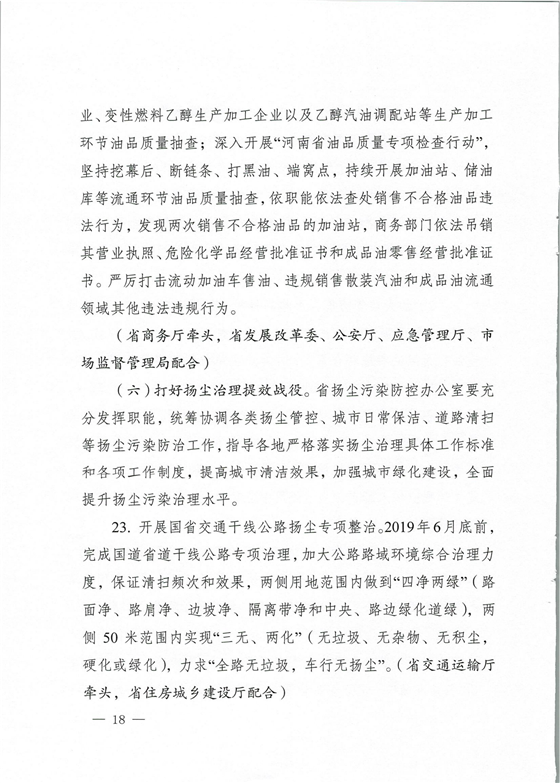 业、变性燃料乙醇生产加工企业以及乙醇汽油调配站等生产加工
环节油品质量抽查；深入开展“河南省油品质量专项检查行动”，
坚持挖幕后、断链条、打黑油、端窝点，持续开展加油站、储油
库等流通环节油品质量抽查，依职能依法查处销售不合格油品违
法行为，发现两次销售不合格油品的加油站，商务部门依法吊销
其营业执照、危险化学品经营批准证书和成品油零售经营批准证
书。严厉打击流动加油车售油、违规销售散装汽油和成品油流通
领域其他违法违规行为。
（省商务厅牵头，省发展改革委、公安厅、应急管理厅、市
场监督管理局配合）
（六）打好扬尘治理提效战役。省扬尘污染防控办公室要充
分发挥职能，统筹协调各类扬尘管控、城市日常保洁、道路清扫
等扬尘污染防治工作，指导各地严格落实扬尘治理具体工作标准
和各项工作制度，提高城市清洁效果，加强城市绿化建设，全面
提升扬尘污染治理水平。
23. 开展国省交通干线公路扬尘专项整治。2019年6月底前，
完成国道省道干线公路专项治理，加大公路路域环境综合治理力
度，保证清扫频次和效果，两侧用地范围内做到“四净两绿”（路
面净、路肩净、边坡净、隔离带净和中央、路边绿化道绿），两
侧 50 米范围内实现“三无、两化”（无垃圾、无杂物、无积尘，
硬化或绿化），力求“全路无垃圾，车行无扬尘”。（省交通运输厅
牵头，省住房城乡建设厅配合）
— 18 —